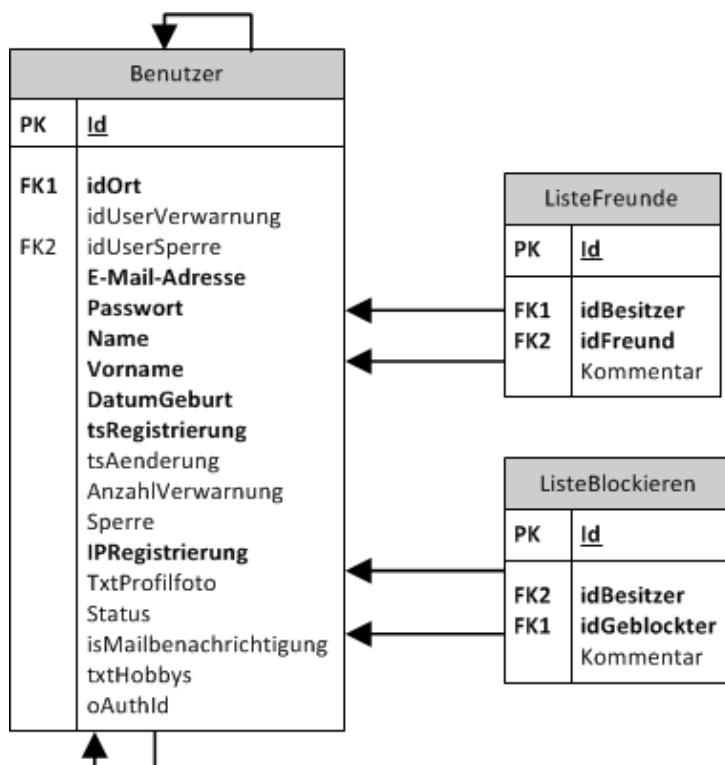 Benutzer
PK Id
FK1 idOrt
idUserVerwarnung
FK2 idUserSperre
E-Mail-Adresse
Passwort
Name
Vorname
DatumGeburt
tsRegistrierung
tsAenderung
AnzahlVerwarnung
Sperre
IPRegistrierung
TxtProfilfoto
Status
isMailbenachrichtigung
txtHobbys
oAuthId
ListeFreunde
PK Id
FK1 idBesitzer
FK2 idFreund
Kommentar
ListeBlockieren
PK Id
FK2 idBesitzer
FK1 idGeblockter
Kommentar